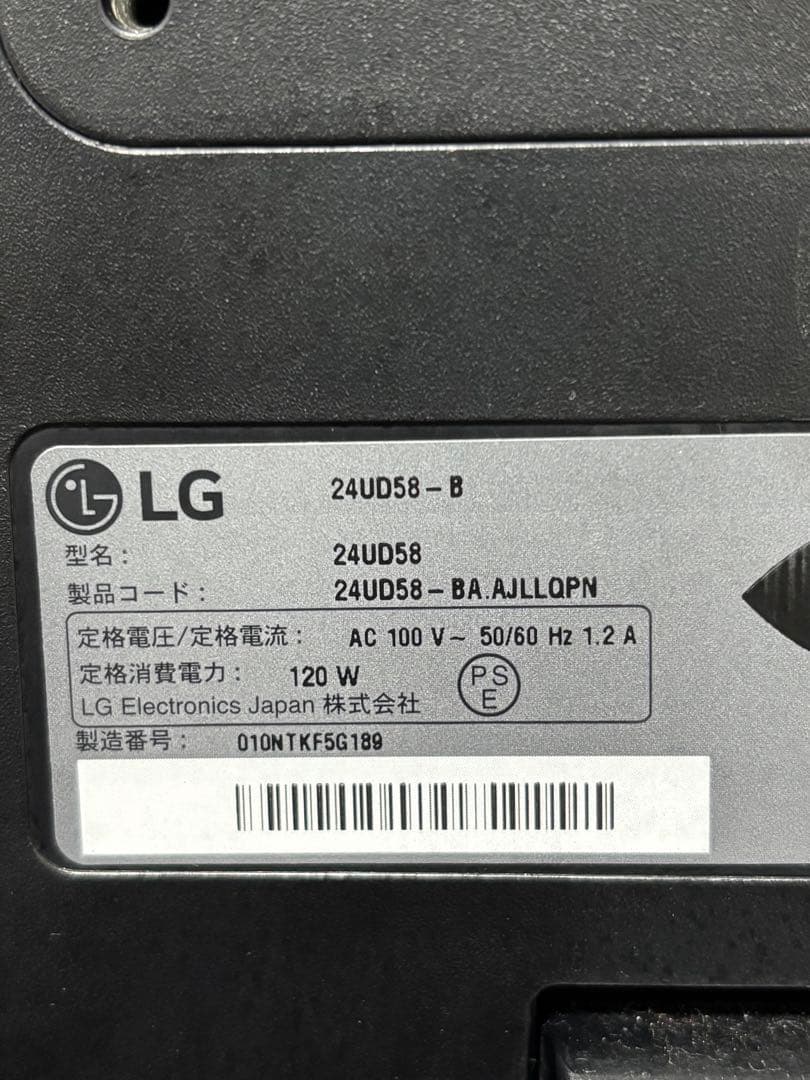 LG 24UD58-B
型名: 24UD58
製品コード: 24UD58-BA.AJLLQPN
定格電圧/定格電流: AC 100 V~ 50/60 Hz 1.2 A
定格消費電力: 120 W
PS
E
LG Electronics Japan 株式会社
製造番号: 010NTKF5G189